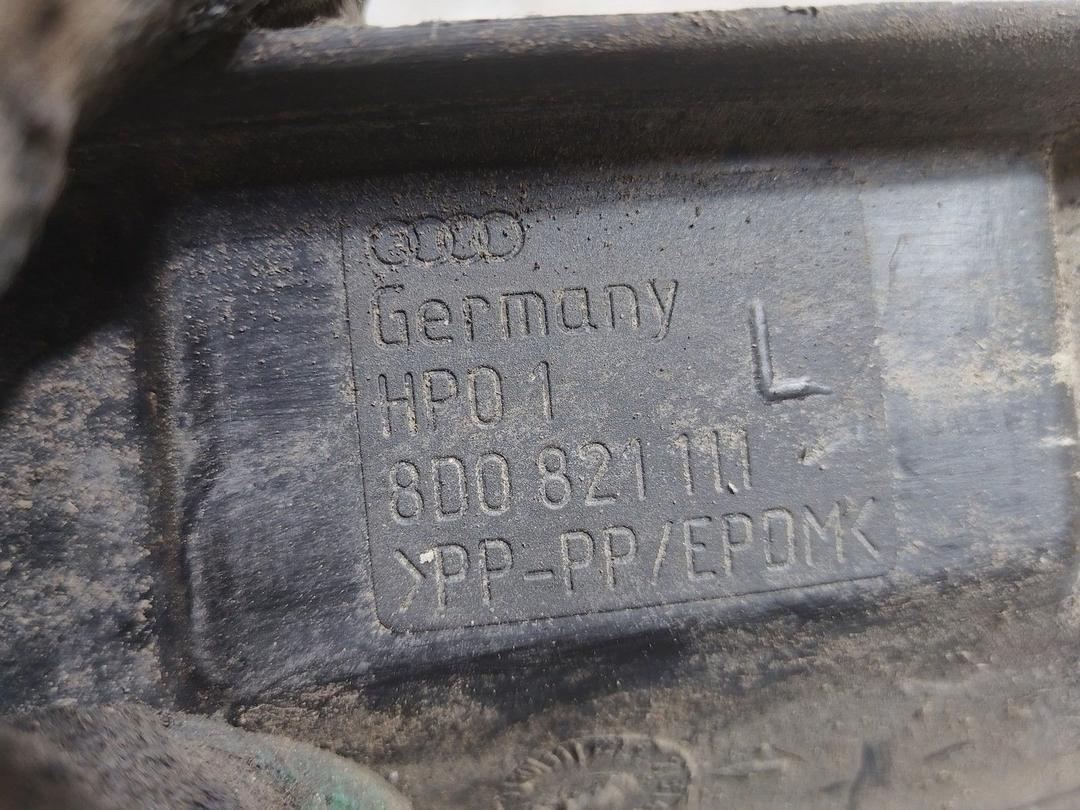 Germany
HPO 1
L
8D0 821 111
>PP-PP/EPDM<